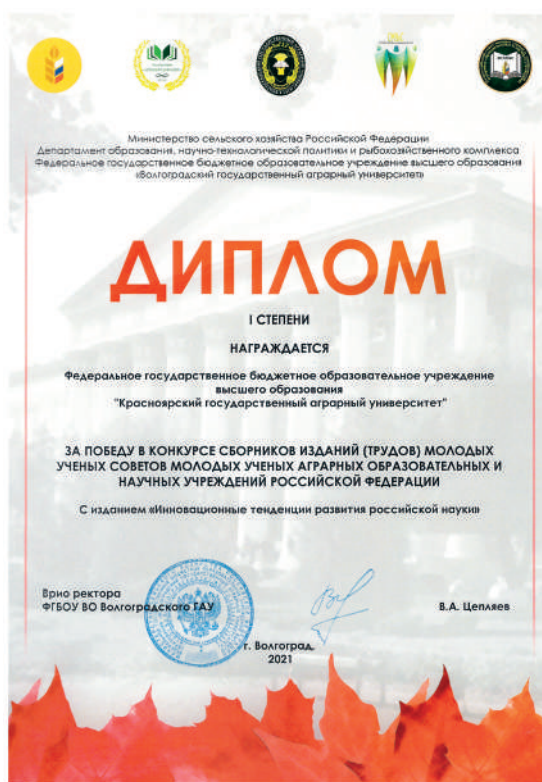 Министерство сельского хозяйства Российской Федерации
Департамент образования, научно-технологической политики и рыбохозяйственного комплекса
Федеральное государственное бюджетное образовательное учреждение высшего образования
«Волгоградский государственный аграрный университет»
ДИПЛОМ
I СТЕПЕНИ
НАГРАЖДАЕТСЯ
Федеральное государственное бюджетное образовательное учреждение
высшего образования
"Красноярский государственный аграрный университет"
ЗА ПОБЕДУ В КОНКУРСЕ СБОРНИКОВ ИЗДАНИЙ (ТРУДОВ) МОЛОДЫХ
УЧЕНЫХ СОВЕТОВ МОЛОДЫХ УЧЕНЫХ АГРАРНЫХ ОБРАЗОВАТЕЛЬНЫХ И
НАУЧНЫХ УЧРЕЖДЕНИЙ РОССИЙСКОЙ ФЕДЕРАЦИИ
С изданием «Инновационные тенденции развития российской науки»
Врио ректора
ФГБОУ ВО Волгоградского ГАУ
В.А. Цепляев
г. Волгоград,
2021